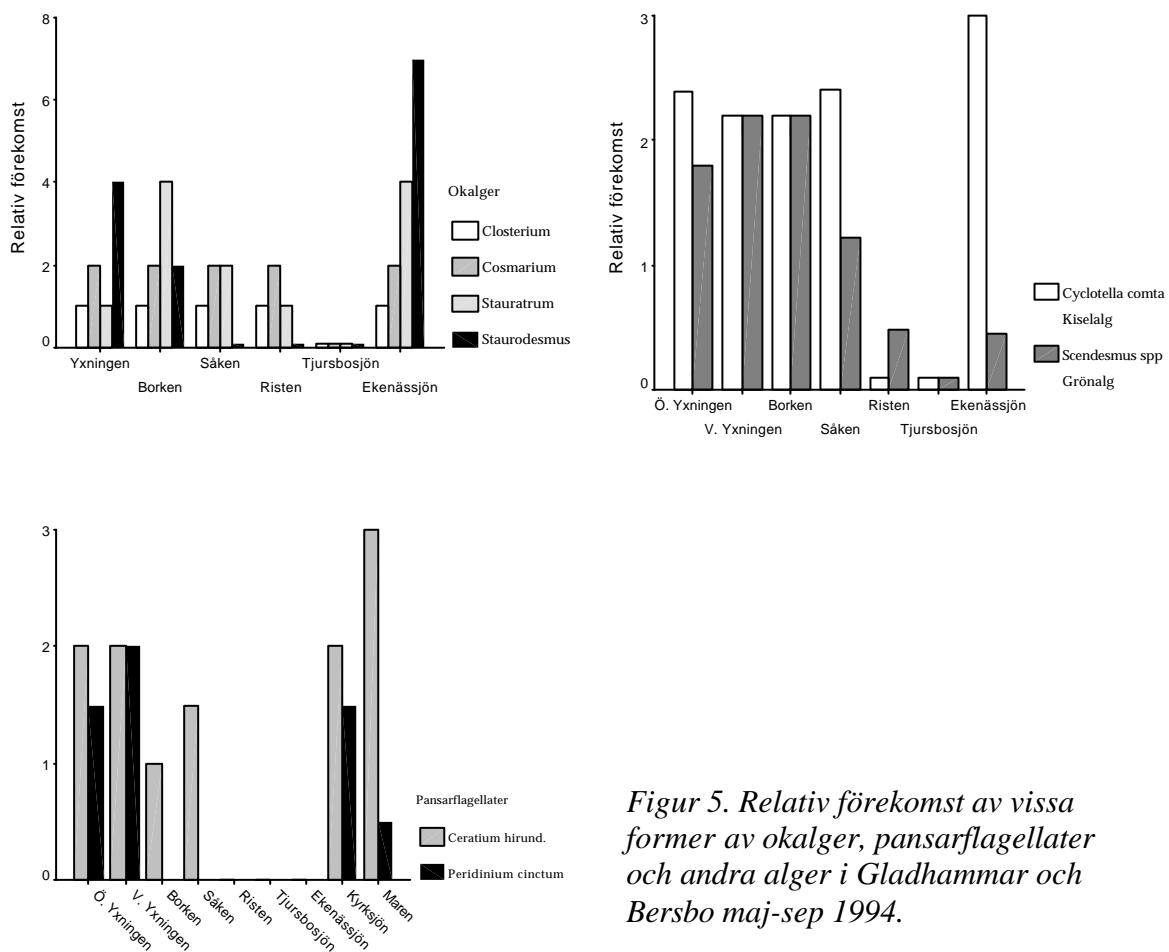 8
6
4
2
0
Relativ förekomst
Yxningen
Borken
Såken
Risten
Tjursbosjön
Ekenässjön
Okalger
Closterium
Cosmarium
Stauratrum
Staurodesmus
3
2
1
0
Relativ förekomst
Ö. Yxningen
V. Yxningen
Borken
Såken
Risten
Tjursbosjön
Ekenässjön
Cyclotella comta
Kiselalg
Scendesmus spp
Grönalg
3
2
1
0
Ö. Yxningen
V. Yxningen
Borken
Såken
Risten
Tjursbosjön
Ekenässjön
Kyrksjön
Maren
Pansarflagellater
Ceratium hirund.
Peridinium cinctum
Figur 5. Relativ förekomst av vissa
former av okalger, pansarflagellater
och andra alger i Gladhammar och
Bersbo maj-sep 1994.